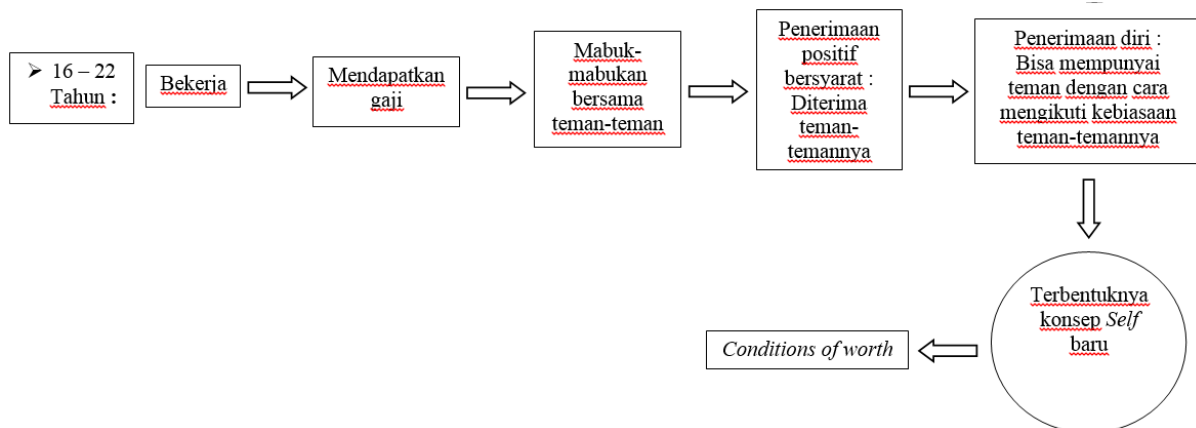 ➤ 16 – 22
Tahun :
Bekerja
Mendapatkan
gaji
Mabuk-
mabukan
bersama
teman-teman
Penerimaan
positif
bersyarat :
Diterima
teman-
temannya
Penerimaan diri :
Bisa mempunyai
teman dengan cara
mengikuti kebiasaan
teman-temannya
Terbentuknya
konsep Self
baru
Conditions of worth